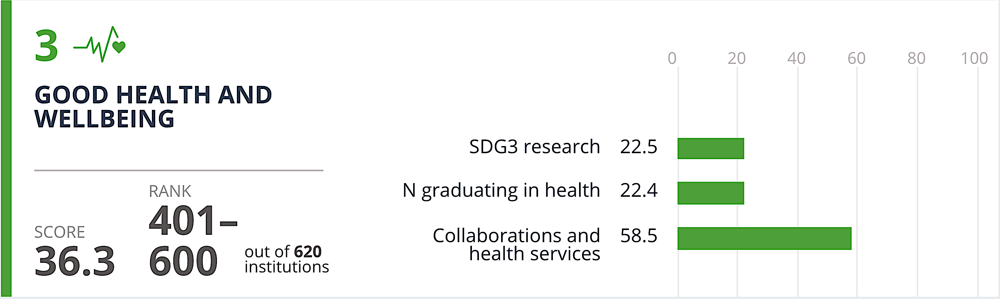 3
GOOD HEALTH AND
WELLBEING
SCORE
36.3
RANK
401–
600
out of 620
institutions
0 20 40 60 80 100
SDG3 research 22.5
N graduating in health 22.4
Collaborations and 58.5
health services